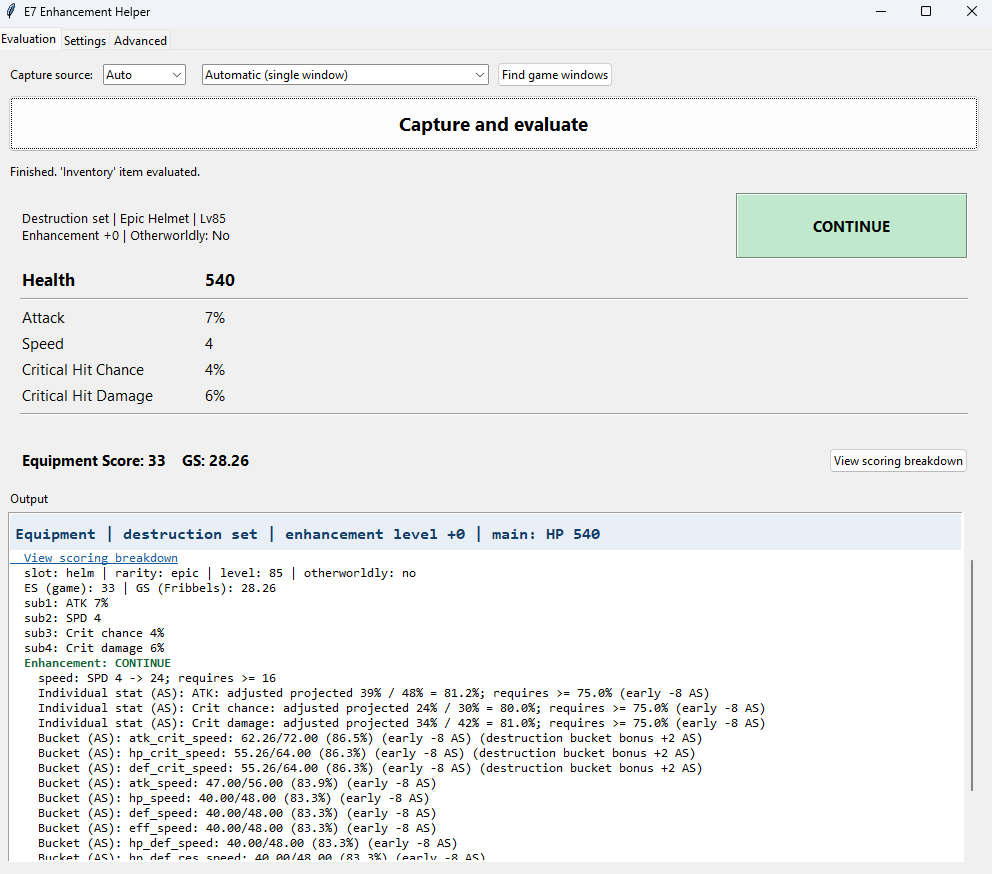 E7 Enhancement Helper
Evaluation Settings Advanced
Capture source: Auto Automatic (single window) Find game windows
Capture and evaluate
Finished. 'Inventory' item evaluated.
Destruction set | Epic Helmet | Lv85
Enhancement +0 | Otherworldly: No
CONTINUE
Health 540
Attack 7%
Speed 4
Critical Hit Chance 4%
Critical Hit Damage 6%
Equipment Score: 33 GS: 28.26 View scoring breakdown
Output
Equipment | destruction set | enhancement level +0 | main: HP 540
View scoring breakdown
slot: helm | rarity: epic | level: 85 | otherworldly: no
ES (game): 33 | GS (Fribbels): 28.26
sub1: ATK 7%
sub2: SPD 4
sub3: Crit chance 4%
sub4: Crit damage 6%
Enhancement: CONTINUE
speed: SPD 4 -> 24; requires >= 16
Individual stat (AS): ATK: adjusted projected 39% / 48% = 81.2%; requires >= 75.0% (early -8 AS)
Individual stat (AS): Crit chance: adjusted projected 24% / 30% = 80.0%; requires >= 75.0% (early -8 AS)
Individual stat (AS): Crit damage: adjusted projected 34% / 42% = 81.0%; requires >= 75.0% (early -8 AS)
Bucket (AS): atk_crit_speed: 62.26/72.00 (86.5%) (early -8 AS) (destruction bucket bonus +2 AS)
Bucket (AS): hp_crit_speed: 55.26/64.00 (86.3%) (early -8 AS) (destruction bucket bonus +2 AS)
Bucket (AS): def_crit_speed: 55.26/64.00 (86.3%) (early -8 AS) (destruction bucket bonus +2 AS)
Bucket (AS): atk_speed: 47.00/56.00 (83.9%) (early -8 AS)
Bucket (AS): hp_speed: 40.00/48.00 (83.3%) (early -8 AS)
Bucket (AS): def_speed: 40.00/48.00 (83.3%) (early -8 AS)
Bucket (AS): eff_speed: 40.00/48.00 (83.3%) (early -8 AS)
Bucket (AS): hp_def_speed: 40.00/48.00 (83.3%) (early -8 AS)
Bucket (AS): hp_def_res_speed: 40.00/48.00 (83.3%) (early -8 AS)